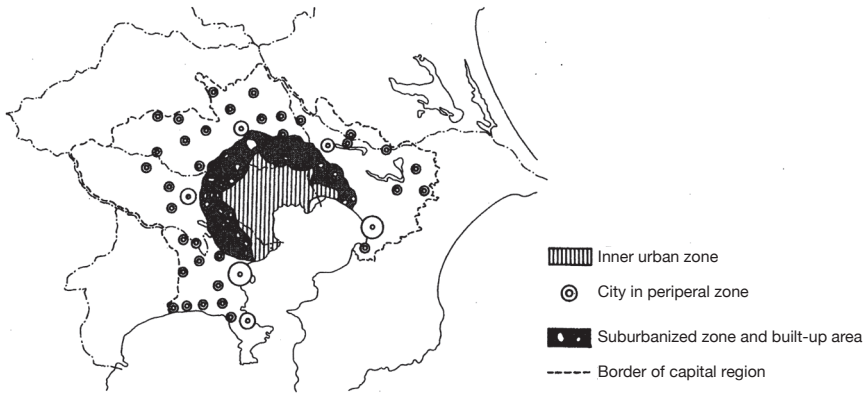 Inner urban zone
City in periperal zone
Suburbanized zone and built-up area
Border of capital region